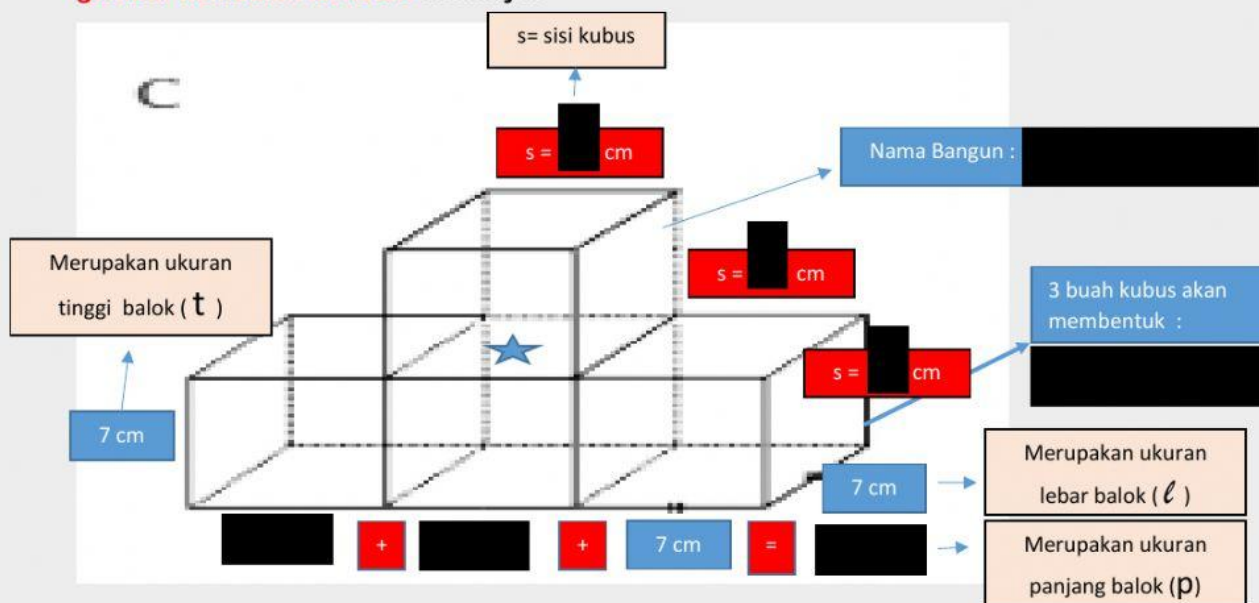 s= sisi kubus
s = cm
Nama Bangun :
s = cm
Merupakan ukuran
tinggi balok ( t )
3 buah kubus akan
membentuk :
s = cm
7 cm
7 cm
Merupakan ukuran
lebar balok ( ℓ )
+ + 7 cm =
Merupakan ukuran
panjang balok (p)